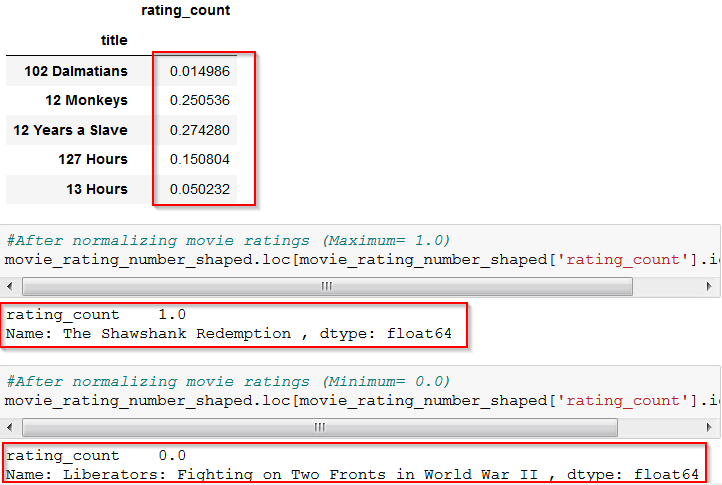 rating_count
title
102 Dalmatians 0.014986
12 Monkeys 0.250536
12 Years a Slave 0.274280
127 Hours 0.150804
13 Hours 0.050232
#After normalizing movie ratings (Maximum= 1.0)
movie_rating_number_shaped.loc[movie_rating_number_shaped['rating_count'].i
rating_count 1.0
Name: The Shawshank Redemption , dtype: float64
#After normalizing movie ratings (Minimum= 0.0)
movie_rating_number_shaped.loc[movie_rating_number_shaped['rating_count'].i
rating_count 0.0
Name: Liberators: Fighting on Two Fronts in World War II , dtype: float64